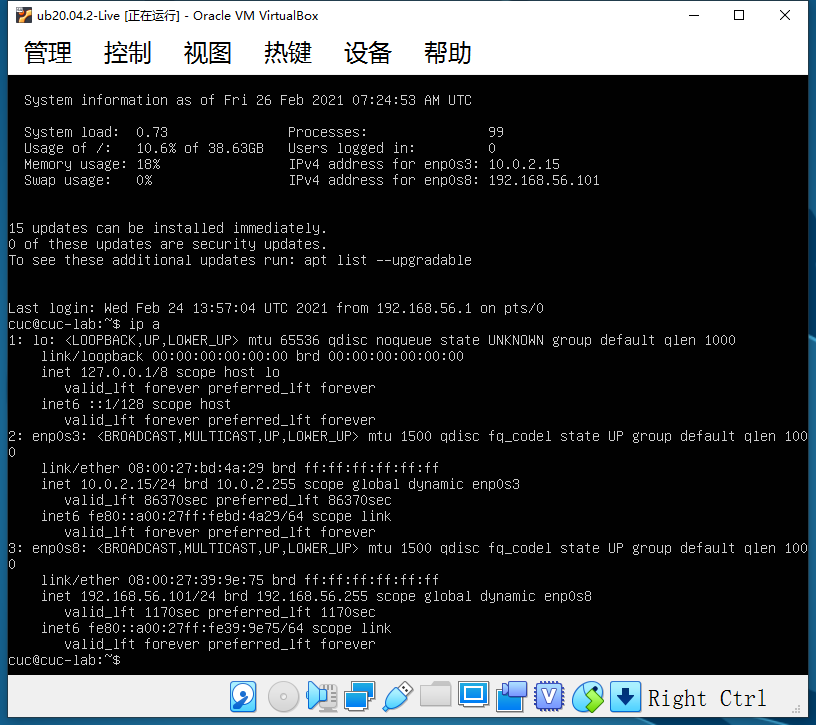 ub20.04.2-Live [正在运行] - Oracle VM VirtualBox
管理 控制 视图 热键 设备 帮助
System information as of Fri 26 Feb 2021 07:24:53 AM UTC
System load: 0.73 Processes: 99
Usage of /: 10.6% of 38.63GB Users logged in: 0
Memory usage: 18% IPv4 address for enp0s3: 10.0.2.15
Swap usage: 0% IPv4 address for enp0s8: 192.168.56.101
15 updates can be installed immediately.
0 of these updates are security updates.
To see these additional updates run: apt list --upgradable
Last login: Wed Feb 24 13:57:04 UTC 2021 from 192.168.56.1 on pts/0
cuc@cuc-lab:~$ ip a
1: lo: <LOOPBACK,UP,LOWER_UP> mtu 65536 qdisc noqueue state UNKNOWN group default qlen 1000
link/loopback 00:00:00:00:00:00 brd 00:00:00:00:00:00
inet 127.0.0.1/8 scope host lo
valid_lft forever preferred_lft forever
inet6 ::1/128 scope host
valid_lft forever preferred_lft forever
2: enp0s3: <BROADCAST,MULTICAST,UP,LOWER_UP> mtu 1500 qdisc fq_codel state UP group default qlen 100
0
link/ether 08:00:27:bd:4a:29 brd ff:ff:ff:ff:ff:ff
inet 10.0.2.15/24 brd 10.0.2.255 scope global dynamic enp0s3
valid_lft 86370sec preferred_lft 86370sec
inet6 fe80::a00:27ff:febd:4a29/64 scope link
valid_lft forever preferred_lft forever
3: enp0s8: <BROADCAST,MULTICAST,UP,LOWER_UP> mtu 1500 qdisc fq_codel state UP group default qlen 100
0
link/ether 08:00:27:39:9e:75 brd ff:ff:ff:ff:ff:ff
inet 192.168.56.101/24 brd 192.168.56.255 scope global dynamic enp0s8
valid_lft 1170sec preferred_lft 1170sec
inet6 fe80::a00:27ff:fe39:9e75/64 scope link
valid_lft forever preferred_lft forever
cuc@cuc-lab:~$
Right Ctrl